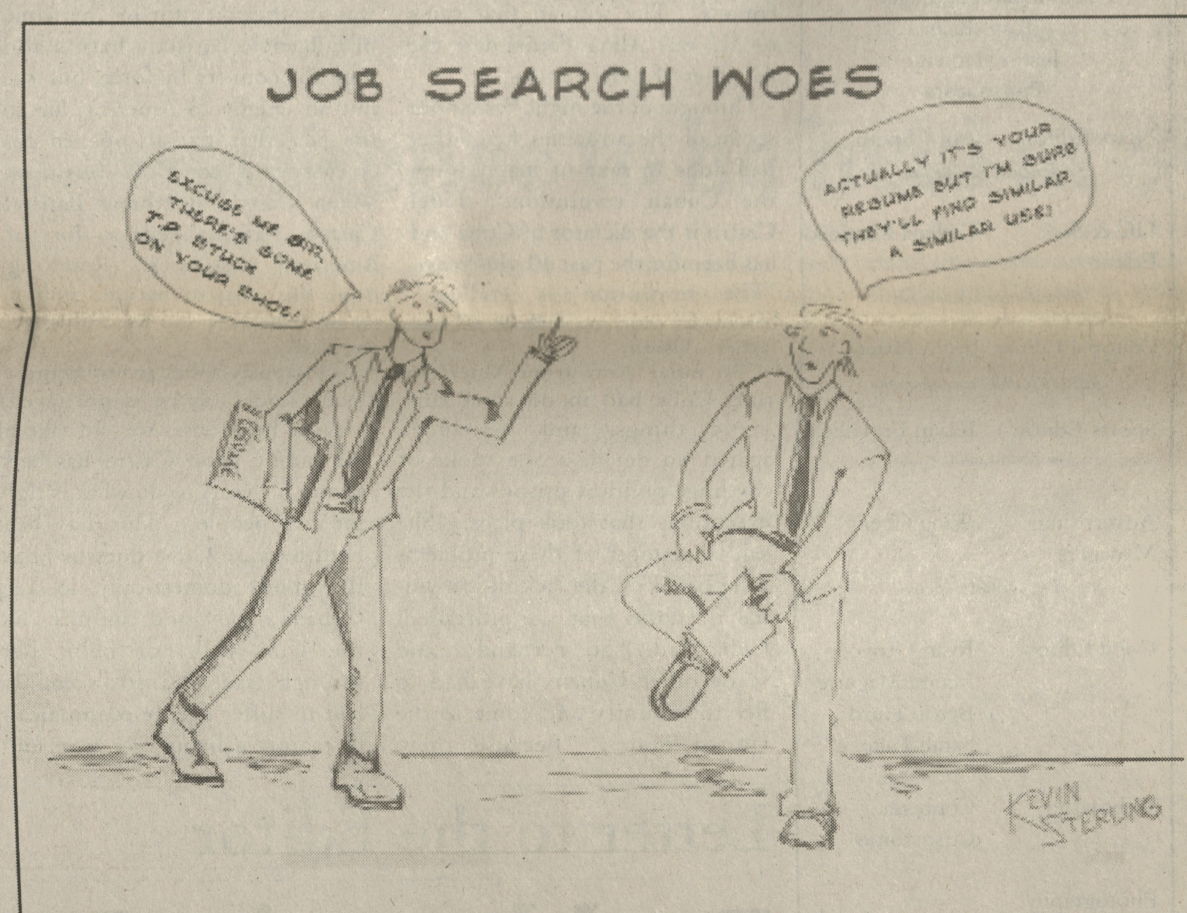 JOB SEARCH WOES
EXCUSE ME SIR
THERE'S SOME
T.P. STUCK
ON YOUR SHOE!
ACTUALLY IT'S YOUR
RESUME BUT I'M SURE
THEY'LL FIND SIMILAR
A SIMILAR USE!
RESUME
KEVIN
STERLING